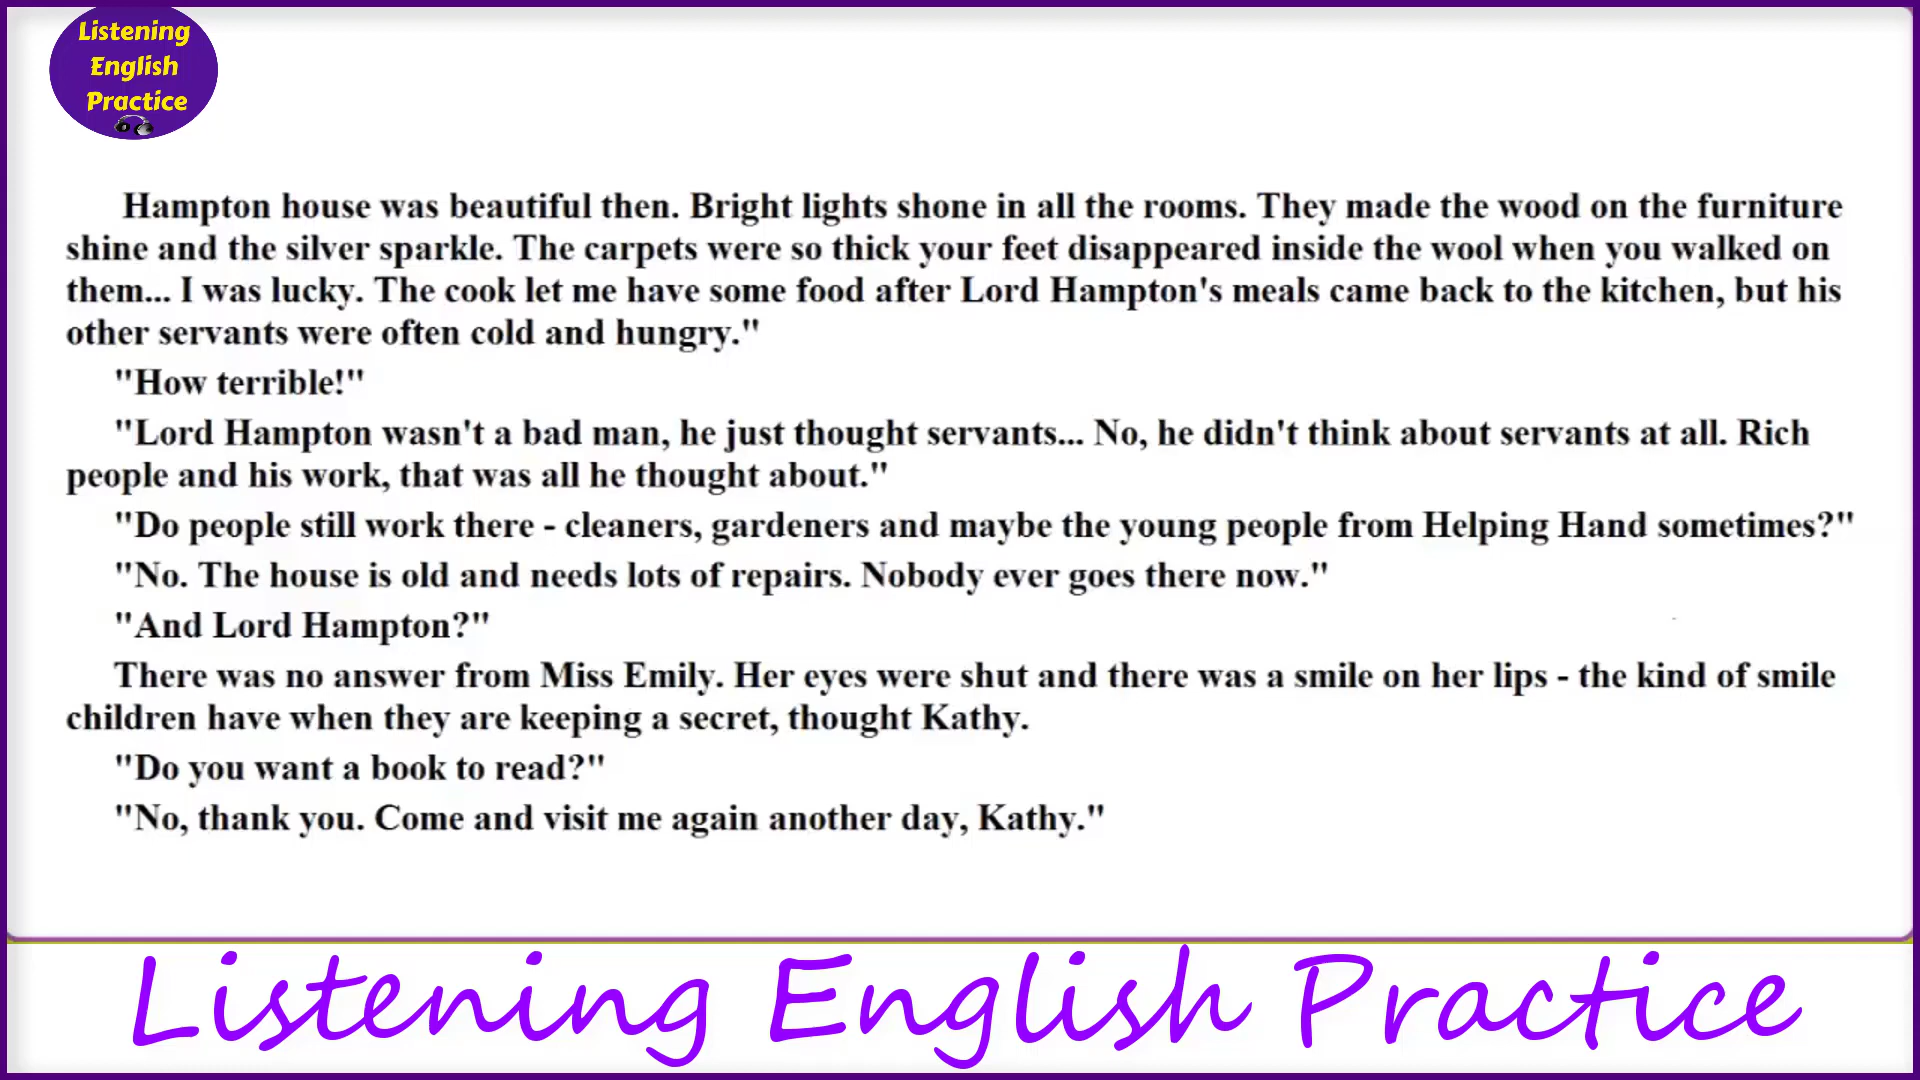 Listening
English
Practice
Hampton house was beautiful then. Bright lights shone in all the rooms. They made the wood on the furniture
shine and the silver sparkle. The carpets were so thick your feet disappeared inside the wool when you walked on
them... I was lucky. The cook let me have some food after Lord Hampton's meals came back to the kitchen, but his
other servants were often cold and hungry."
"How terrible!"
"Lord Hampton wasn't a bad man, he just thought servants... No, he didn't think about servants at all. Rich
people and his work, that was all he thought about."
"Do people still work there - cleaners, gardeners and maybe the young people from Helping Hand sometimes?"
"No. The house is old and needs lots of repairs. Nobody ever goes there now."
"And Lord Hampton?"
There was no answer from Miss Emily. Her eyes were shut and there was a smile on her lips - the kind of smile
children have when they are keeping a secret, thought Kathy.
"Do you want a book to read?"
"No, thank you. Come and visit me again another day, Kathy."
Listening English Practice